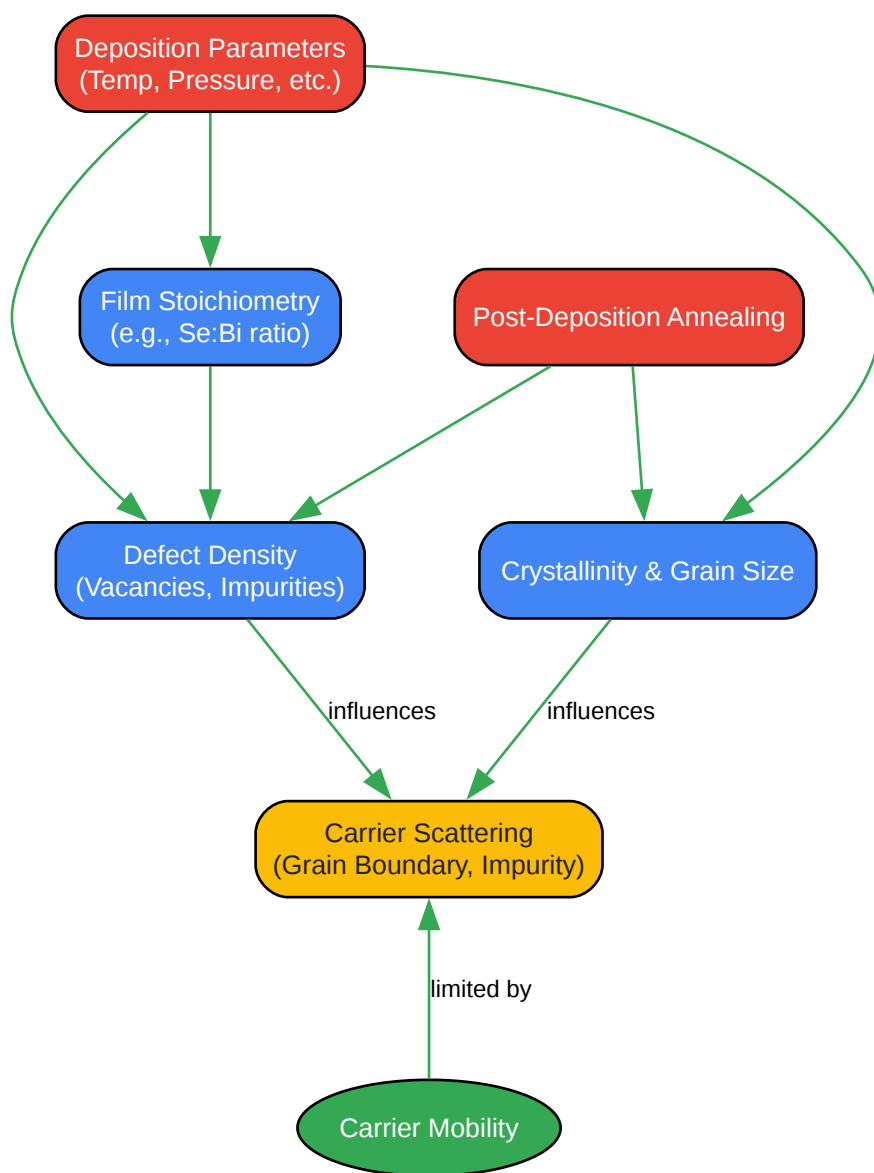 Deposition Parameters
(Temp, Pressure, etc.)
Film Stoichiometry
(e.g., Se:Bi ratio)
Post-Deposition Annealing
Defect Density
(Vacancies, Impurities)
Crystallinity & Grain Size
influences
influences
Carrier Scattering
(Grain Boundary, Impurity)
limited by
Carrier Mobility